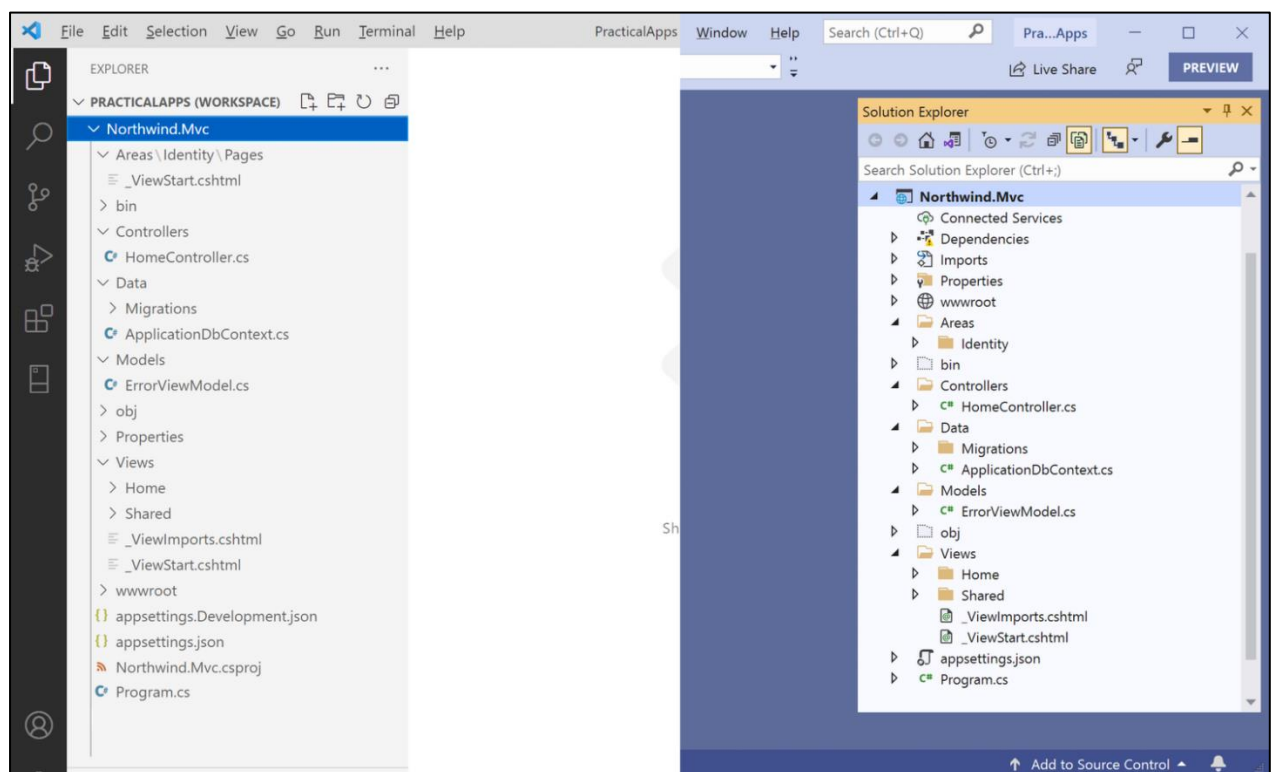 File Edit Selection View Go Run Terminal Help PracticalApps
EXPLORER ...
PRACTICALAPPS (WORKSPACE)
Northwind.Mvc
Areas\Identity\Pages
_ViewStart.cshtml
bin
Controllers
C# HomeController.cs
Data
Migrations
C# ApplicationDbContext.cs
Models
C# ErrorViewModel.cs
obj
Properties
Views
Home
Shared
_ViewImports.cshtml
_ViewStart.cshtml
wwwroot
{} appsettings.Development.json
{} appsettings.json
Northwind.Mvc.csproj
C# Program.cs
Sh
Window Help Search (Ctrl+Q) Pra...Apps
Live Share PREVIEW
Solution Explorer
Search Solution Explorer (Ctrl+;)
Northwind.Mvc
Connected Services
Dependencies
Imports
Properties
wwwroot
Areas
Identity
bin
Controllers
C# HomeController.cs
Data
Migrations
C# ApplicationDbContext.cs
Models
C# ErrorViewModel.cs
obj
Views
Home
Shared
_ViewImports.cshtml
_ViewStart.cshtml
appsettings.json
C# Program.cs
Add to Source Control